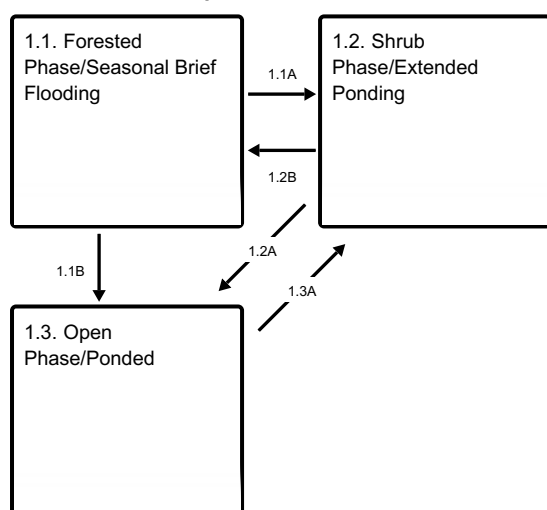 1.1. Forested
Phase/Seasonal Brief
Flooding
1.1A
1.2. Shrub
Phase/Extended
Ponding
1.2B
1.2A
1.1B
1.3A
1.3. Open
Phase/Ponded